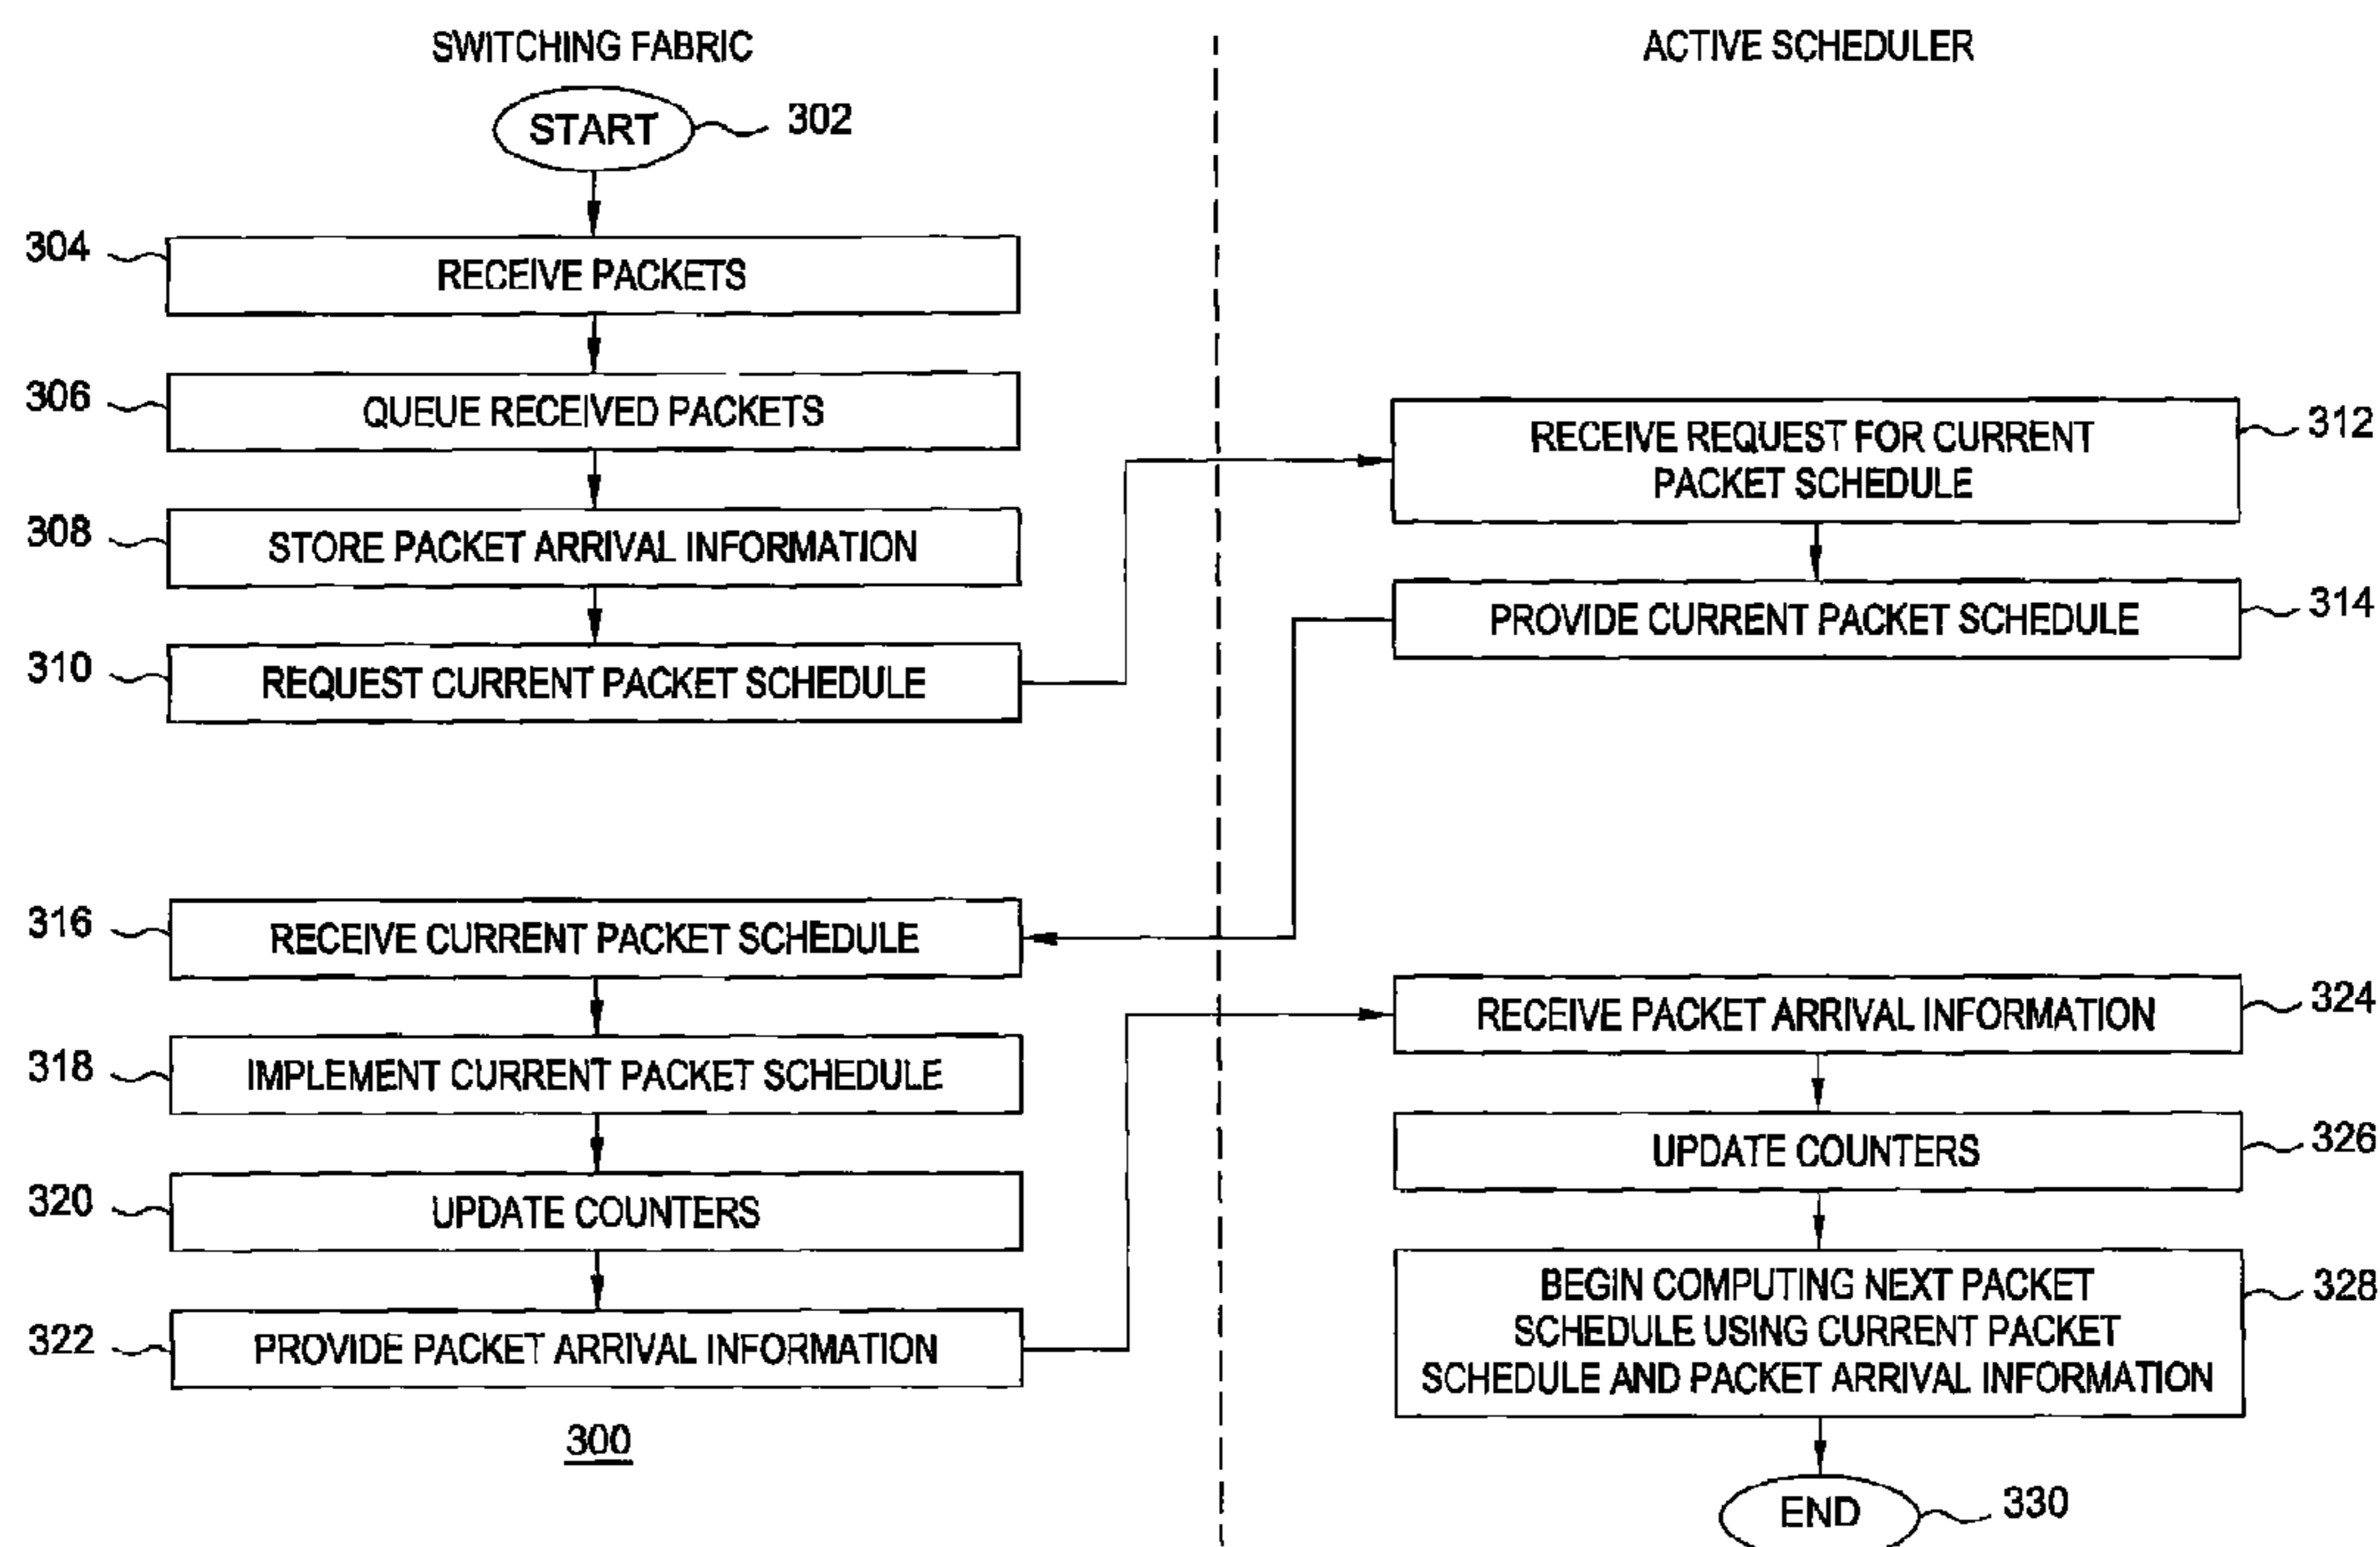 SWITCHING FABRIC
ACTIVE SCHEDULER
START
302
304
RECEIVE PACKETS
306
QUEUE RECEIVED PACKETS
308
STORE PACKET ARRIVAL INFORMATION
310
REQUEST CURRENT PACKET SCHEDULE
RECEIVE REQUEST FOR CURRENT
PACKET SCHEDULE
312
PROVIDE CURRENT PACKET SCHEDULE
314
316
RECEIVE CURRENT PACKET SCHEDULE
318
IMPLEMENT CURRENT PACKET SCHEDULE
320
UPDATE COUNTERS
322
PROVIDE PACKET ARRIVAL INFORMATION
300
RECEIVE PACKET ARRIVAL INFORMATION
324
UPDATE COUNTERS
326
BEGIN COMPUTING NEXT PACKET
SCHEDULE USING CURRENT PACKET
SCHEDULE AND PACKET ARRIVAL INFORMATION
328
END
330